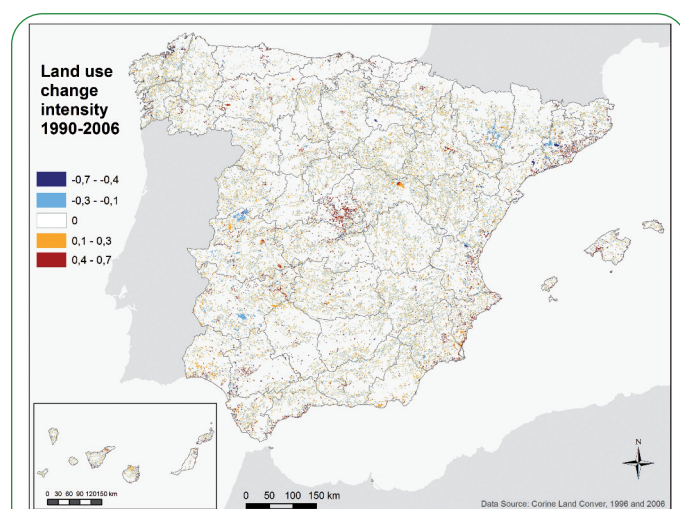 Land use
change
intensity
1990-2006
-0,7 - -0,4
-0,3 - -0,1
0
0,1 - 0,3
0,4 - 0,7
0 30 60 90 120150 km
0 50 100 150 km
N
Data Source: Corine Land Conver, 1996 and 2006